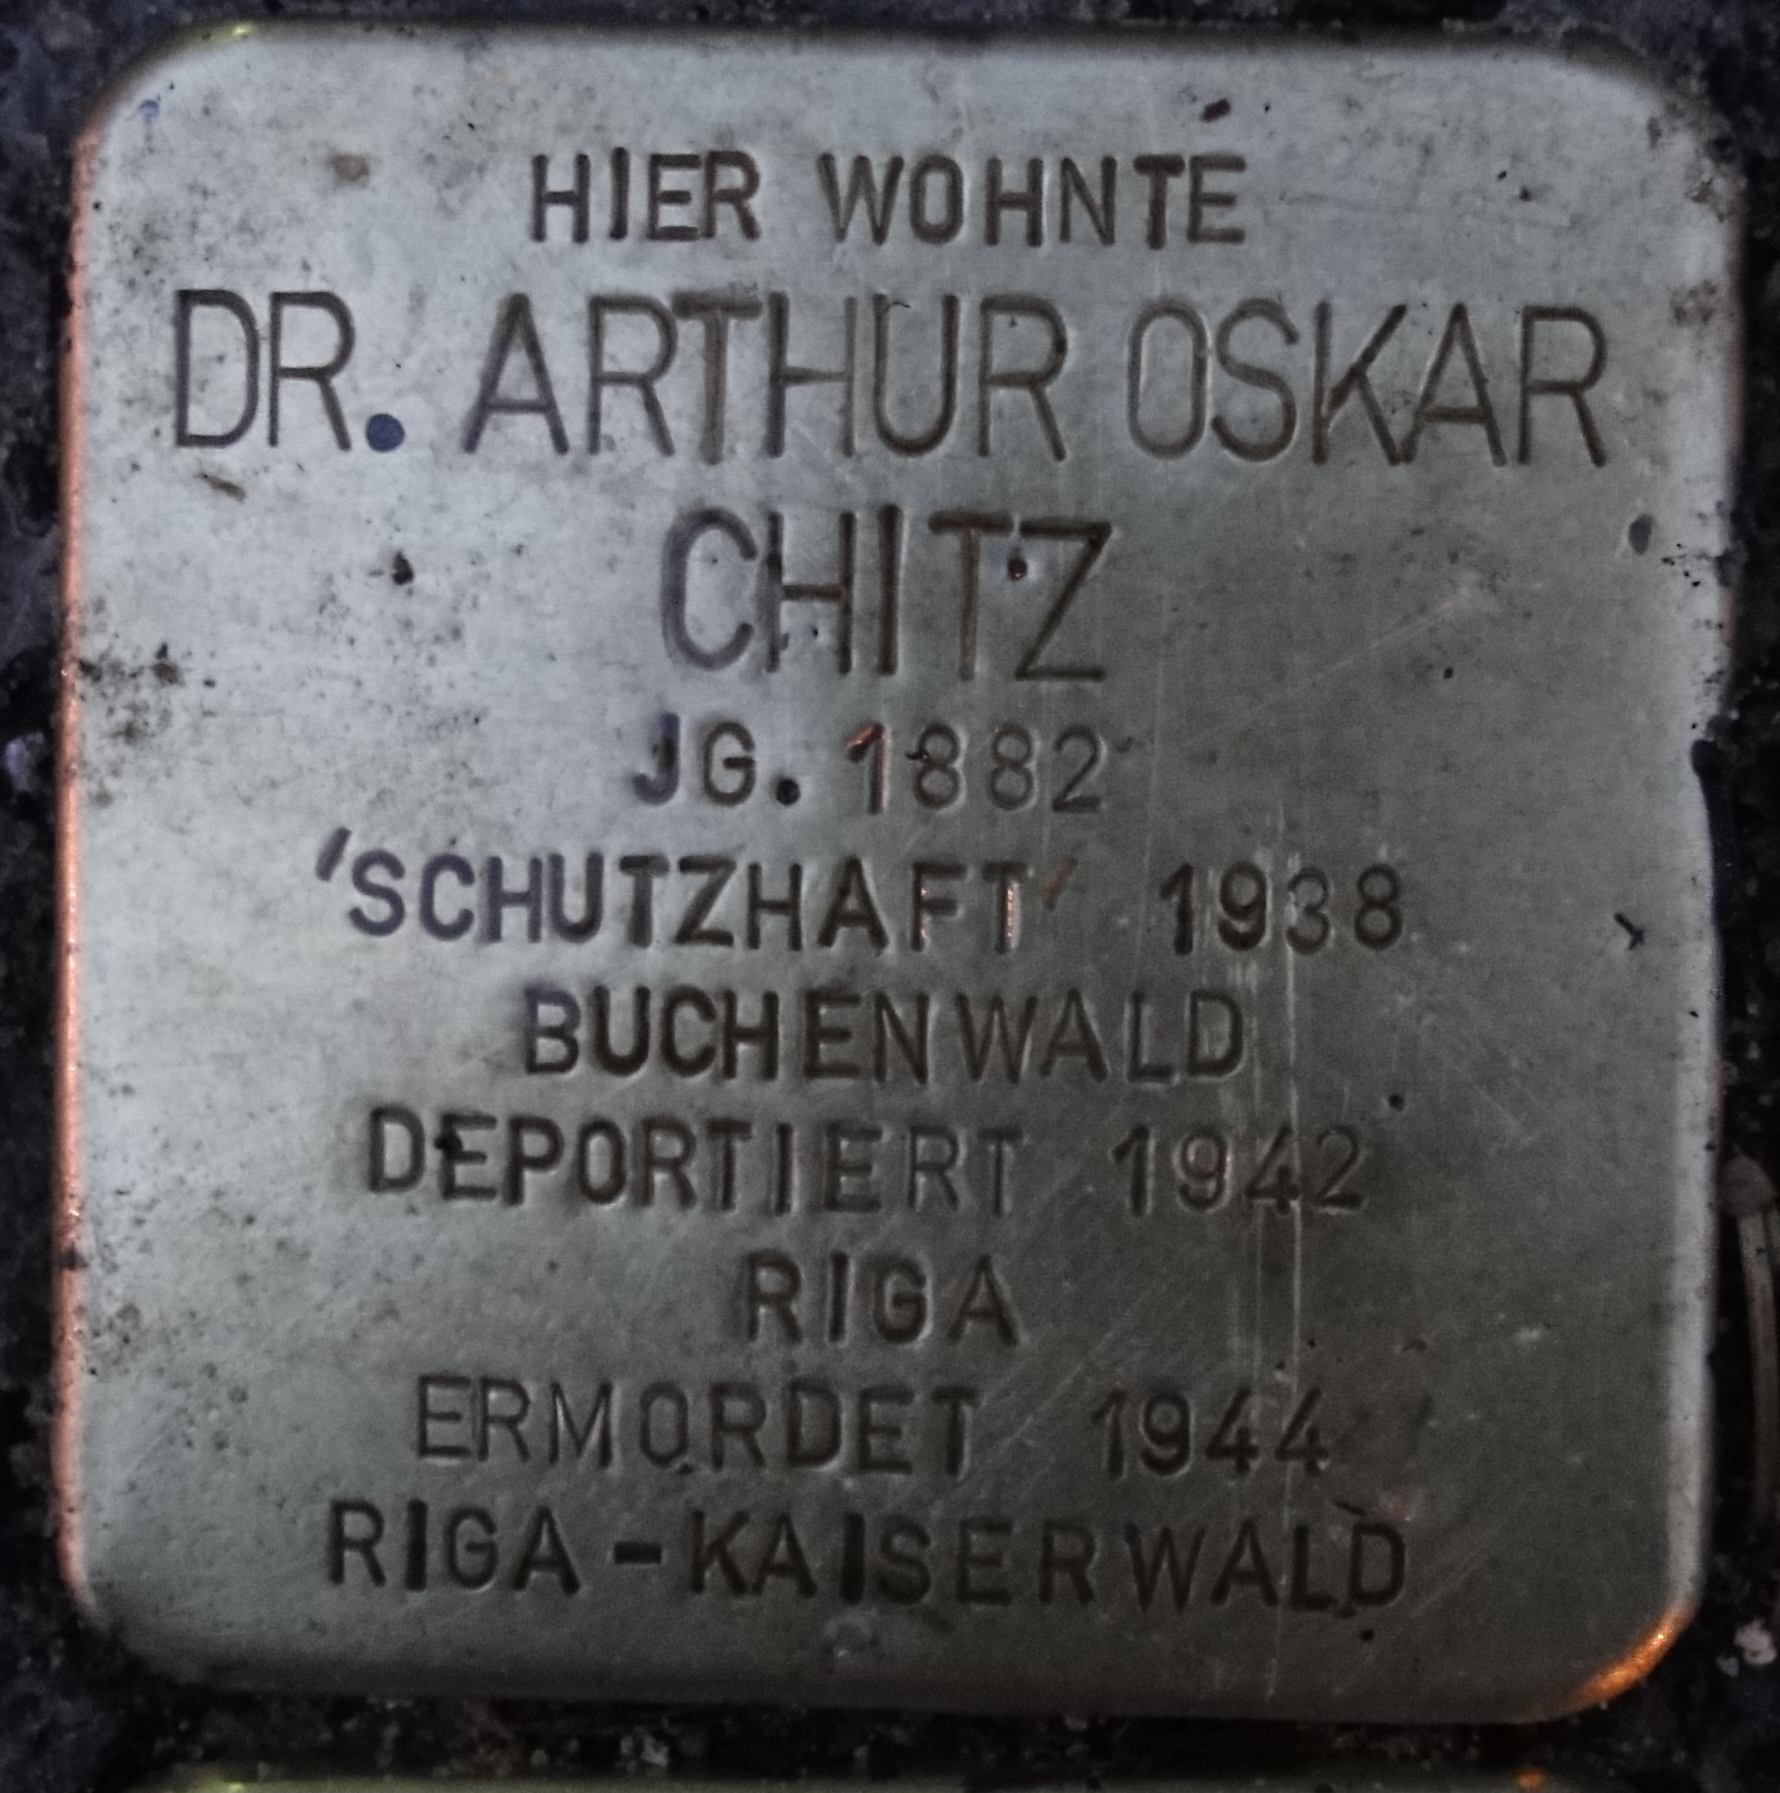 HIER WOHNTE
DR. ARTHUR OSKAR
CHITZ
JG. 1882
'SCHUTZHAFT' 1938
BUCHENWALD
DEPORTIERT 1942
RIGA
ERMORDET 1944
RIGA-KAISERWALD